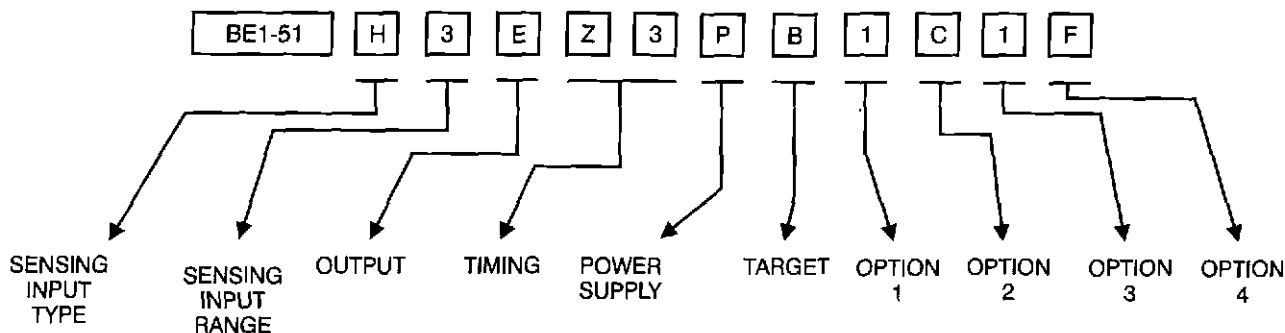 BE1-51 H 3 E Z 3 P B 1 C 1 F
SENSING INPUT TYPE
SENSING INPUT RANGE
OUTPUT
TIMING
POWER SUPPLY
TARGET
OPTION 1
OPTION 2
OPTION 3
OPTION 4